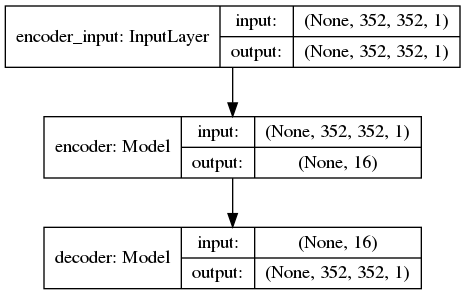 encoder_input: InputLayer
input: (None, 352, 352, 1)
output: (None, 352, 352, 1)
encoder: Model
input: (None, 352, 352, 1)
output: (None, 16)
decoder: Model
input: (None, 16)
output: (None, 352, 352, 1)